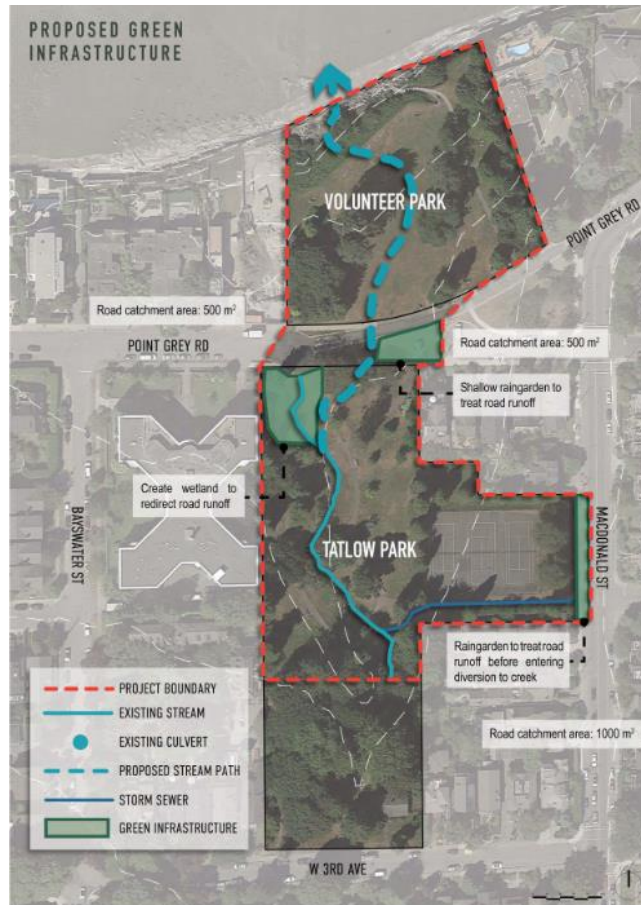 PROPOSED GREEN
INFRASTRUCTURE
VOLUNTEER PARK
POINT GREY RD
Road catchment area: 500 m²
POINT GREY RD
Road catchment area: 500 m²
Shallow raingarden to
treat road runoff
Create wetland to
redirect road runoff
BAYSWATER ST
TATLOW PARK
MACDONALD ST
Raingarden to treat road
runoff before entering
diversion to creek
Road catchment area: 1000 m²
PROJECT BOUNDARY
EXISTING STREAM
EXISTING CULVERT
PROPOSED STREAM PATH
STORM SEWER
GREEN INFRASTRUCTURE
W 3RD AVE